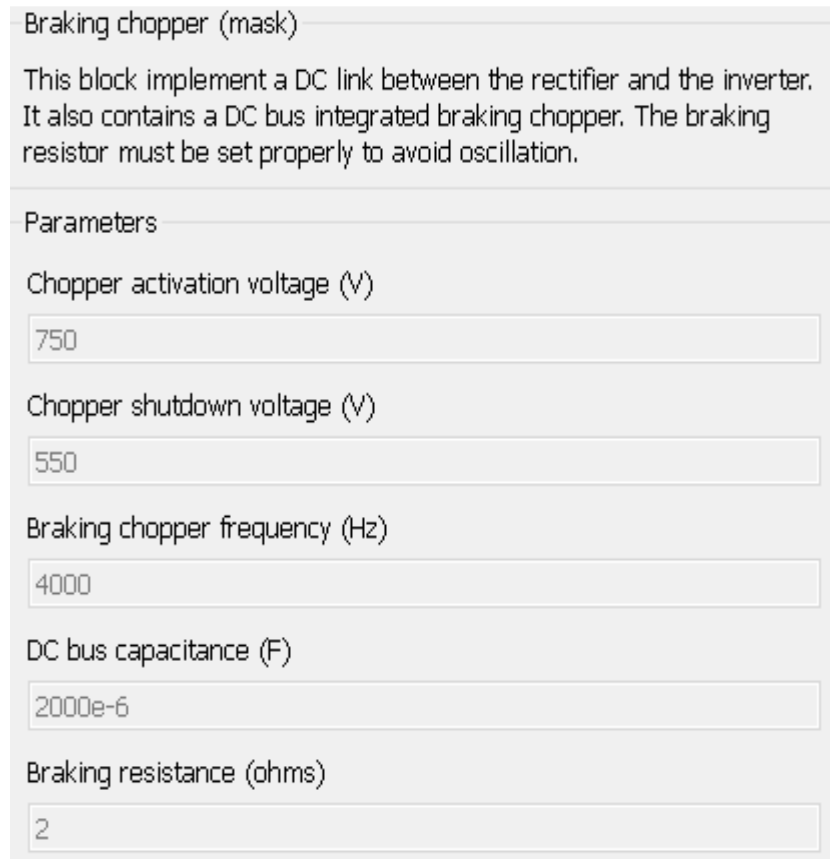 Braking chopper (mask)
This block implement a DC link between the rectifier and the inverter.
It also contains a DC bus integrated braking chopper. The braking
resistor must be set properly to avoid oscillation.
Parameters
Chopper activation voltage (V)
750
Chopper shutdown voltage (V)
550
Braking chopper frequency (Hz)
4000
DC bus capacitance (F)
2000e-6
Braking resistance (ohms)
2